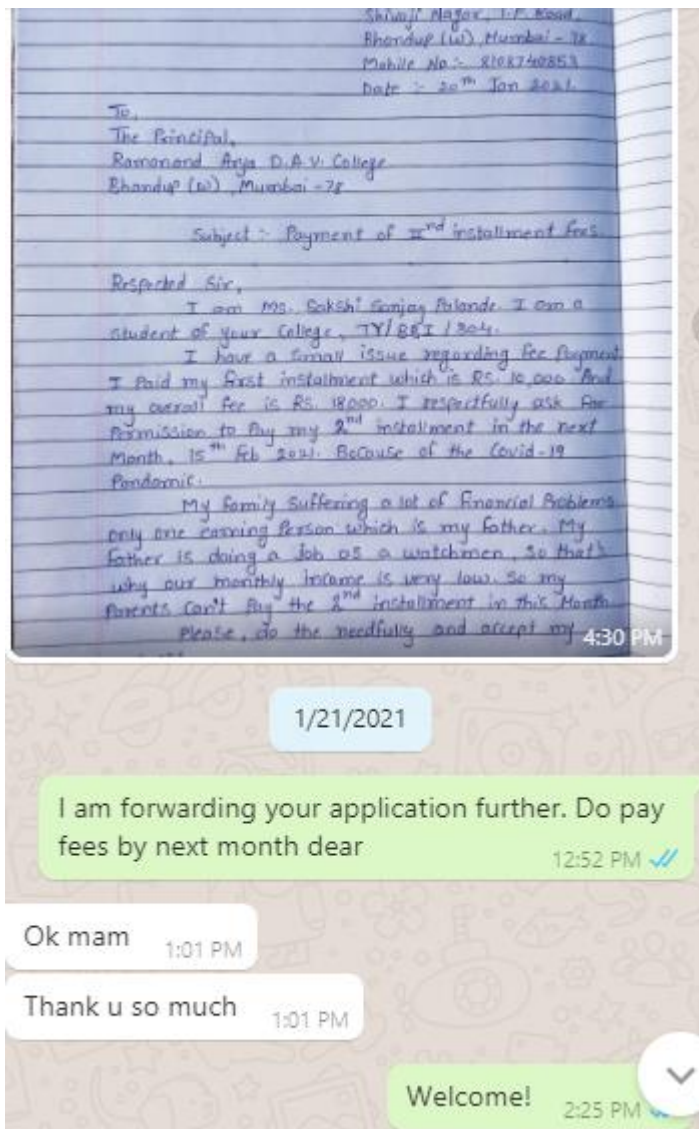 Shivaji Nagar, T.P. Road,
Bhandup (W), Mumbai - 78
Mobile No :- 8108740853
Date :- 20th Jan 2021.
To,
The Principal,
Ramanand Arya D.A.V. College
Bhandup (W), Mumbai -78
Subject :- Payment of IInd installment fees.
Respected Sir,
I am Ms. Sakshi Sanjay Palande. I am a
student of your College, TY/BBI/304.
I have a small issue regarding Fee Payment
I Paid my first installment which is RS. 10,000 And
my overall fee is RS. 18000. I respectfully ask for
Permission to Pay my 2nd installment in the next
Month, 15th Feb 2021. Because of the Covid-19
Pandamic.
My family Suffering a lot of financial Problems
only one earning Person which is my father. My
Father is doing a Job as a watchmen, So that's
why our monthly income is very low. So my
Parents can't Pay the 2nd installment in this Month
Please, do the needfully and accept my
4:30 PM
1/21/2021
I am forwarding your application further. Do pay
fees by next month dear
12:52 PM
Ok mam 1:01 PM
Thank u so much 1:01 PM
Welcome! 2:25 PM